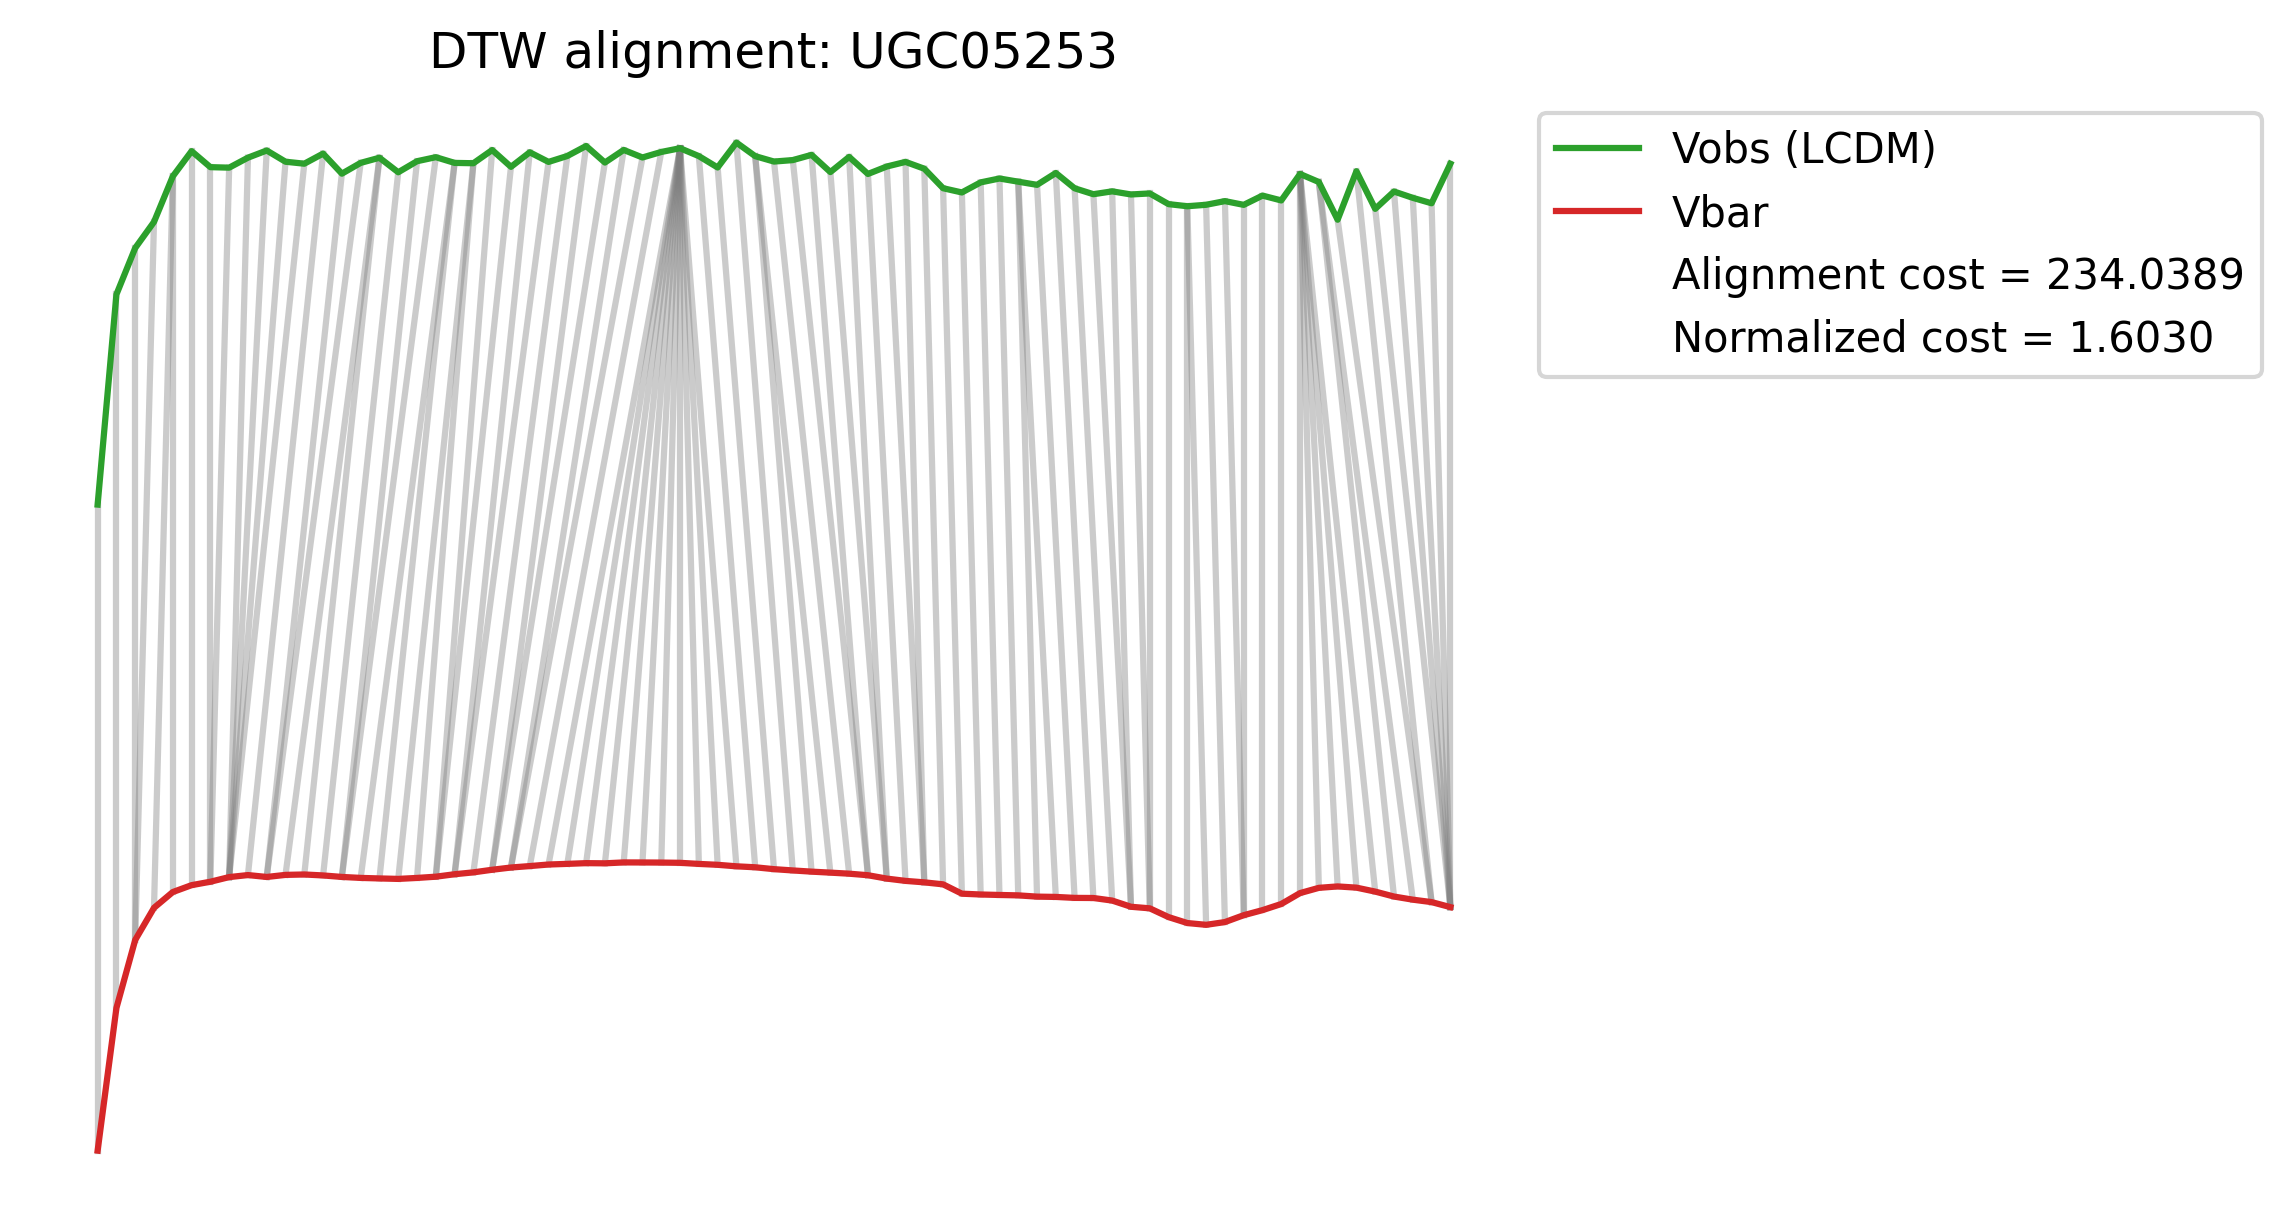 DTW alignment: UGC05253
Vobs (LCDM)
Vbar
Alignment cost = 234.0389
Normalized cost = 1.6030